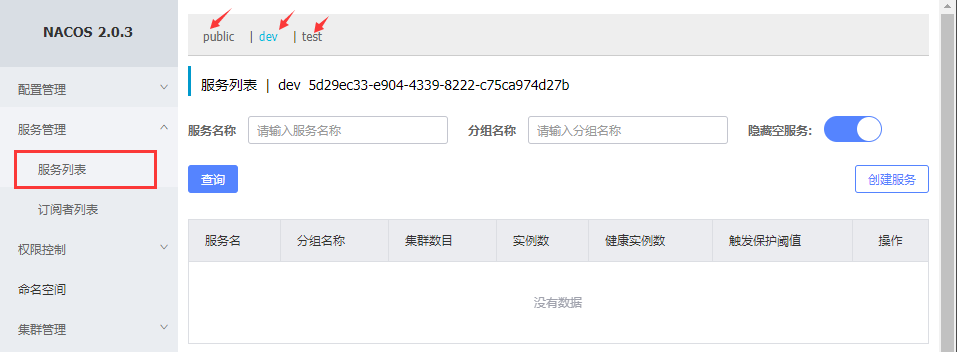 NACOS 2.0.3
配置管理
服务管理
服务列表
订阅者列表
权限控制
命名空间
集群管理
public | dev | test
服务列表 | dev 5d29ec33-e904-4339-8222-c75ca974d27b
服务名称 请输入服务名称 分组名称 请输入分组名称 隐藏空服务:
查询 创建服务
服务名 分组名称 集群数目 实例数 健康实例数 触发保护阈值 操作
没有数据